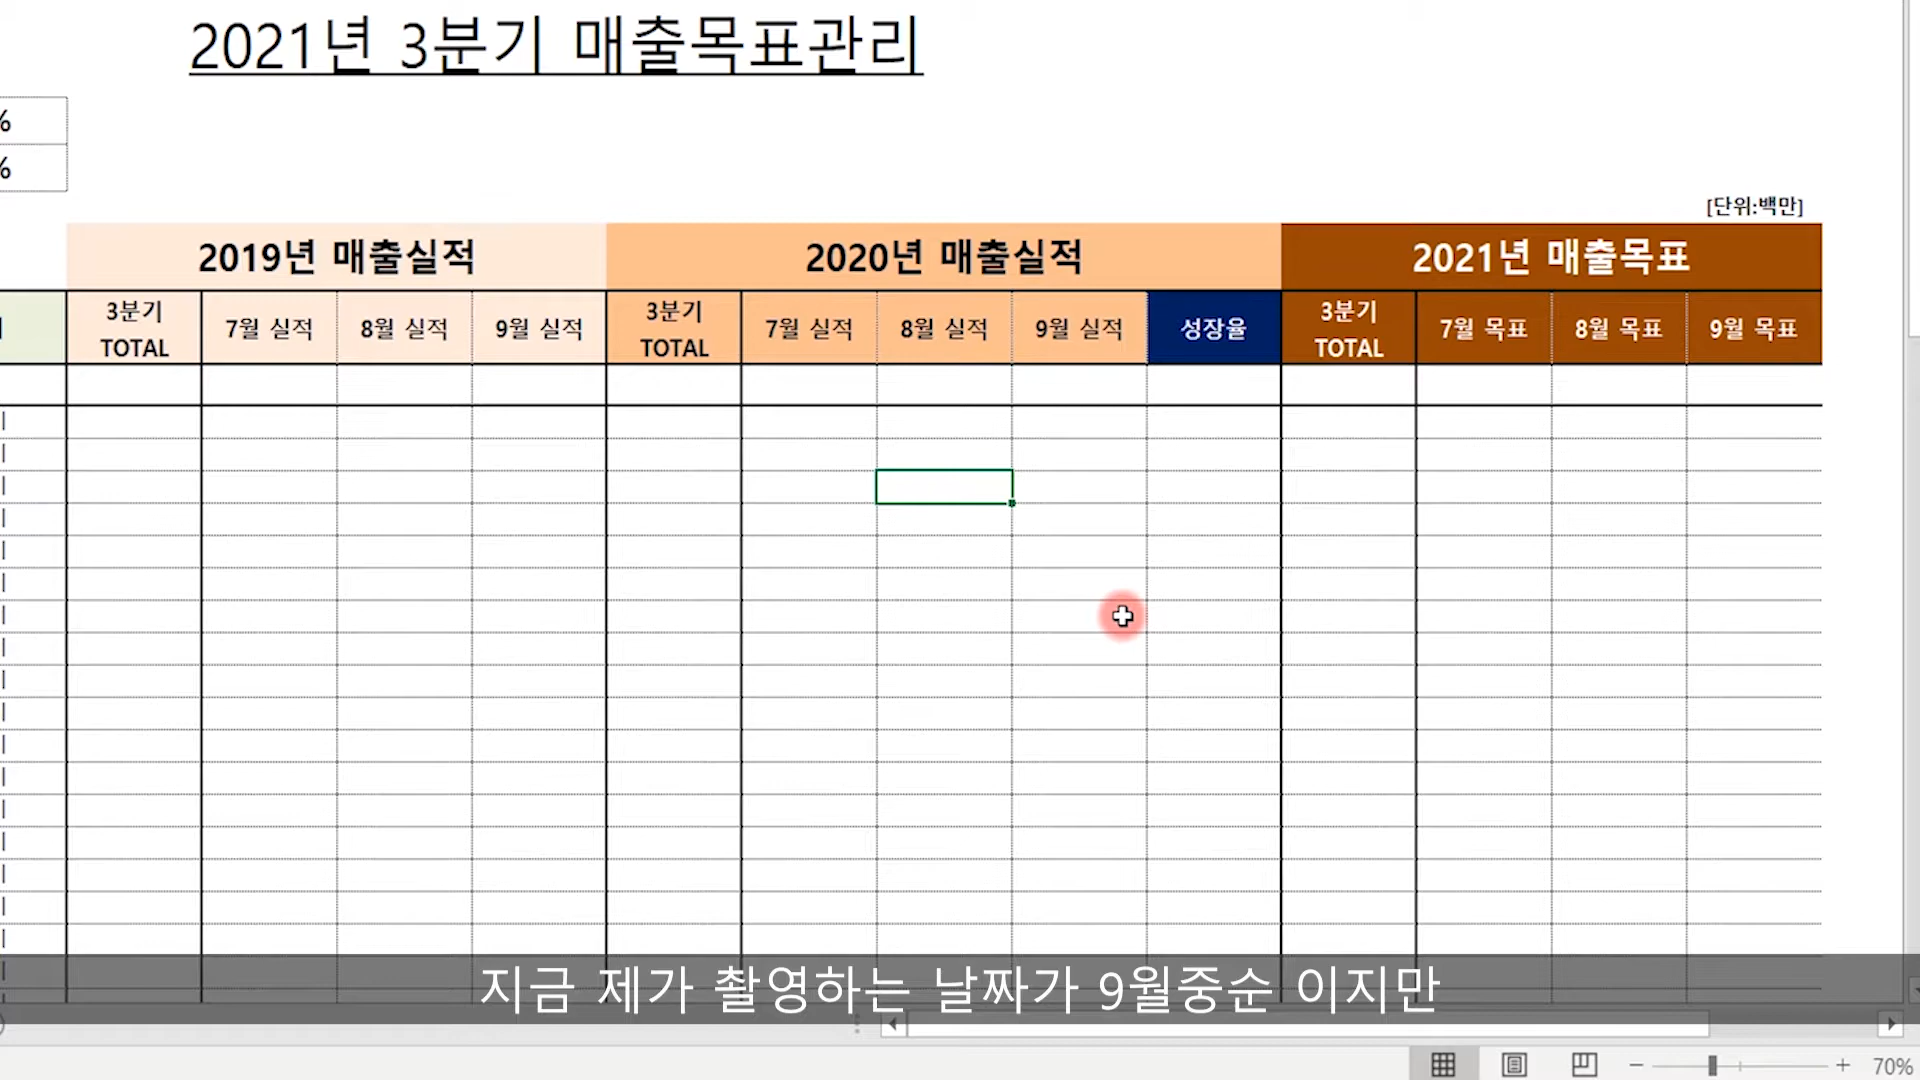 2021년 3분기 매출목표관리
%
%
[단위:백만]
2019년 매출실적 2020년 매출실적 2021년 매출목표
3분기 TOTAL 7월 실적 8월 실적 9월 실적 3분기 TOTAL 7월 실적 8월 실적 9월 실적 성장율 3분기 TOTAL 7월 목표 8월 목표 9월 목표
지금 제가 촬영하는 날짜가 9월중순 이지만
70%